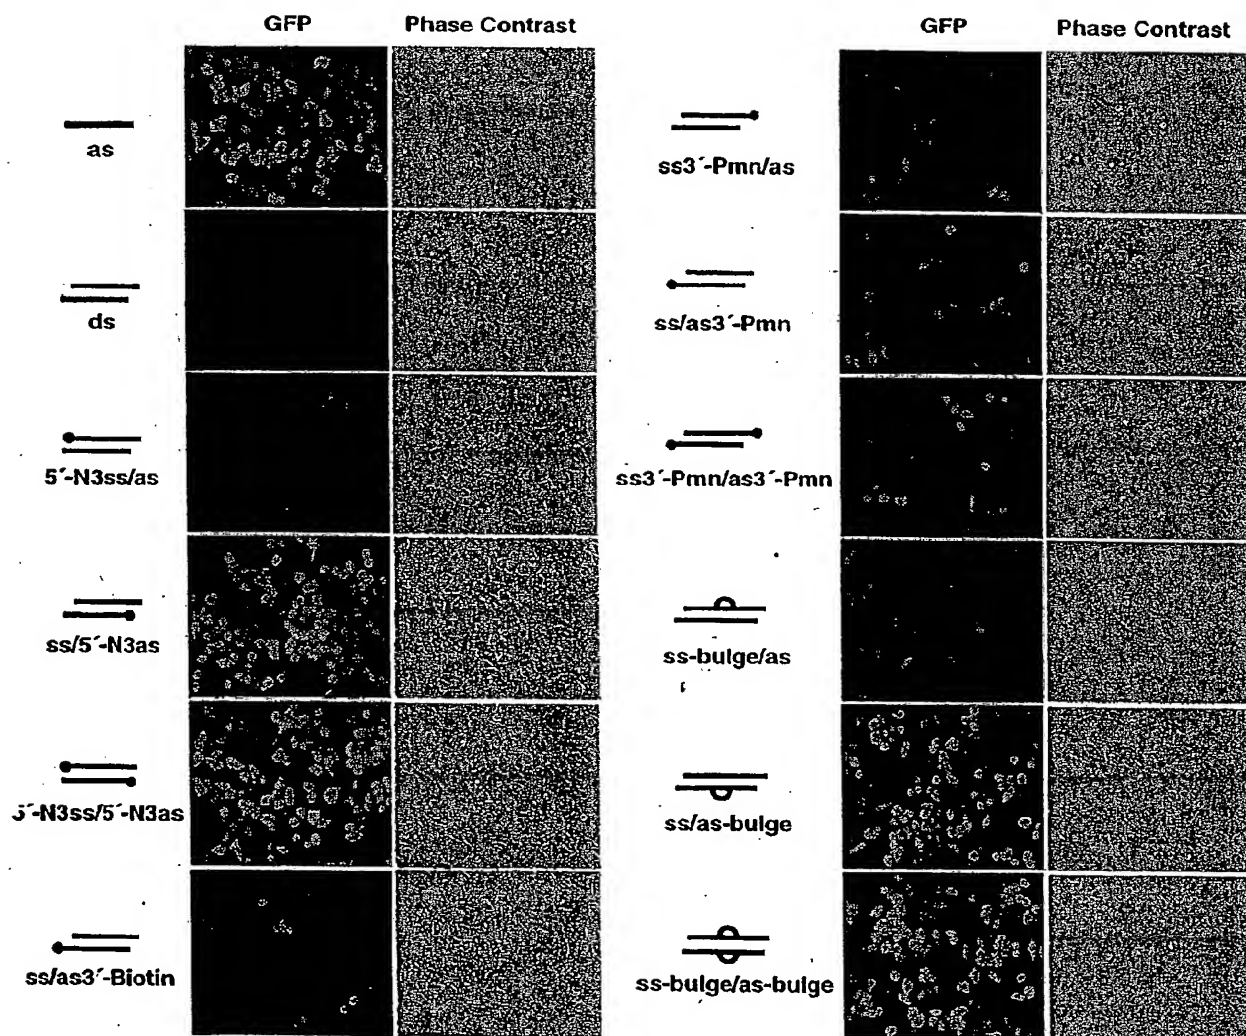 GFP Phase Contrast
as
ds
5´-N3ss/as
ss/5´-N3as
5´-N3ss/5´-N3as
ss/as3´-Biotin
GFP Phase Contrast
ss3´-Pmn/as
ss/as3´-Pmn
ss3´-Pmn/as3´-Pmn
ss-bulge/as
ss/as-bulge
ss-bulge/as-bulge